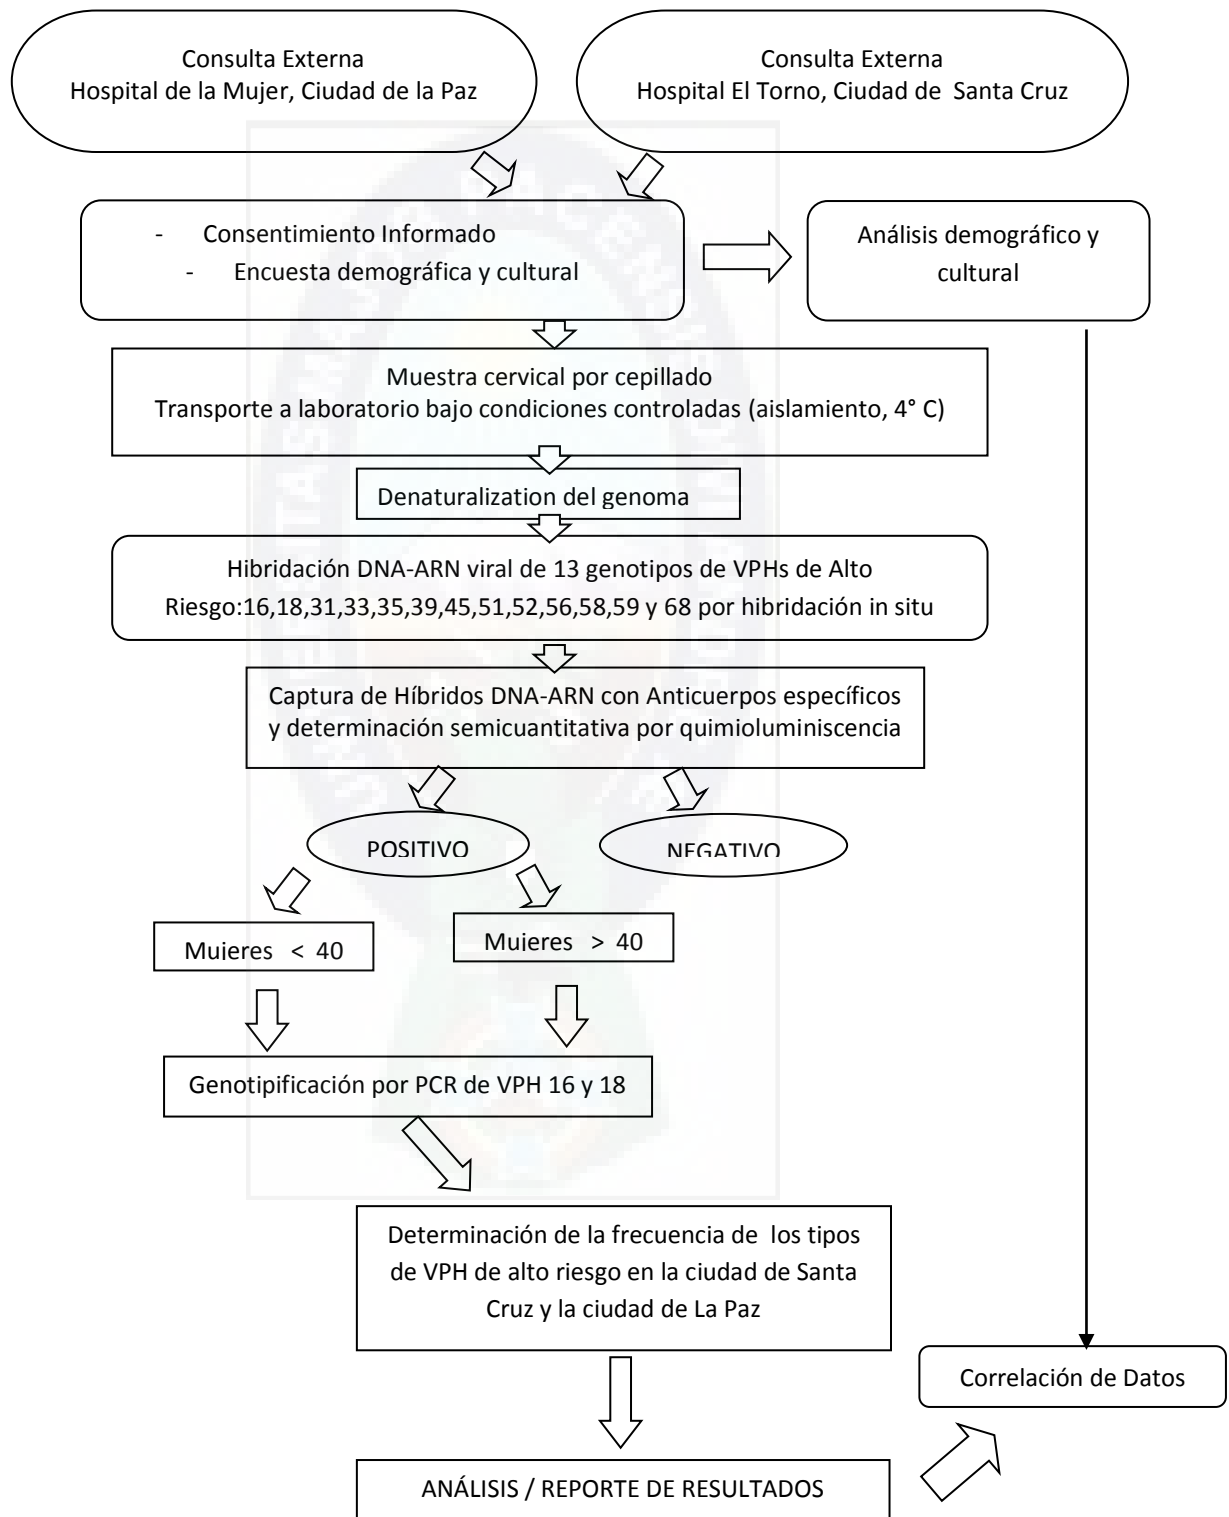 Consulta Externa
Hospital de la Mujer, Ciudad de la Paz
Consulta Externa
Hospital El Torno, Ciudad de Santa Cruz
- Consentimiento Informado
- Encuesta demográfica y cultural
Análisis demográfico y
cultural
Muestra cervical por cepillado
Transporte a laboratorio bajo condiciones controladas (aislamiento, 4° C)
Denaturalization del genoma
Hibridación DNA-ARN viral de 13 genotipos de VPHs de Alto
Riesgo:16,18,31,33,35,39,45,51,52,56,58,59 y 68 por hibridación in situ
Captura de Híbridos DNA-ARN con Anticuerpos específicos
y determinación semicuantitativa por quimioluminiscencia
POSITIVO
NEGATIVO
Mujeres < 40
Mujeres > 40
Genotipificación por PCR de VPH 16 y 18
Determinación de la frecuencia de los tipos
de VPH de alto riesgo en la ciudad de Santa
Cruz y la ciudad de La Paz
Correlación de Datos
ANÁLISIS / REPORTE DE RESULTADOS